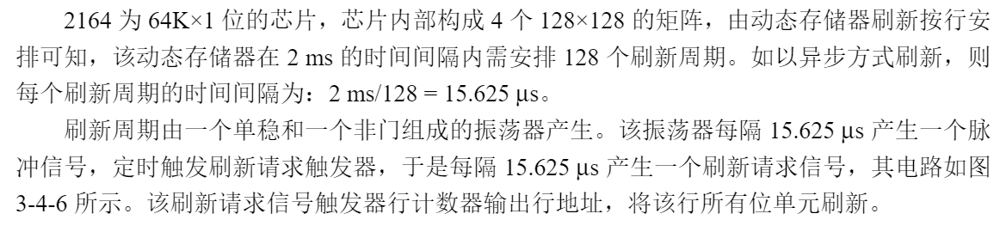 2164 为 64K×1 位的芯片，芯片内部构成 4 个 128×128 的矩阵，由动态存储器刷新按行安
排可知，该动态存储器在 2 ms 的时间间隔内需安排 128 个刷新周期。如以异步方式刷新，则
每个刷新周期的时间间隔为：2 ms/128 = 15.625 μs。
刷新周期由一个单稳和一个非门组成的振荡器产生。该振荡器每隔 15.625 μs 产生一个脉
冲信号，定时触发刷新请求触发器，于是每隔 15.625 μs 产生一个刷新请求信号，其电路如图
3-4-6 所示。该刷新请求信号触发器行计数器输出行地址，将该行所有位单元刷新。